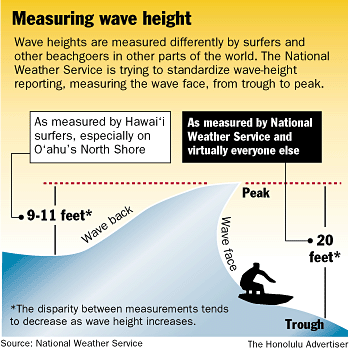 Measuring wave height
Wave heights are measured differently by surfers and
other beachgoers in other parts of the world. The National
Weather Service is trying to standardize wave-height
reporting, measuring the wave face, from trough to peak.
As measured by Hawai‘i
surfers, especially on
O‘ahu's North Shore
As measured by National
Weather Service and
virtually everyone else
Peak
9-11 feet*
Wave back
Wave face
20
feet*
*The disparity between measurements tends
to decrease as wave height increases.
Trough
Source: National Weather Service
The Honolulu Advertiser